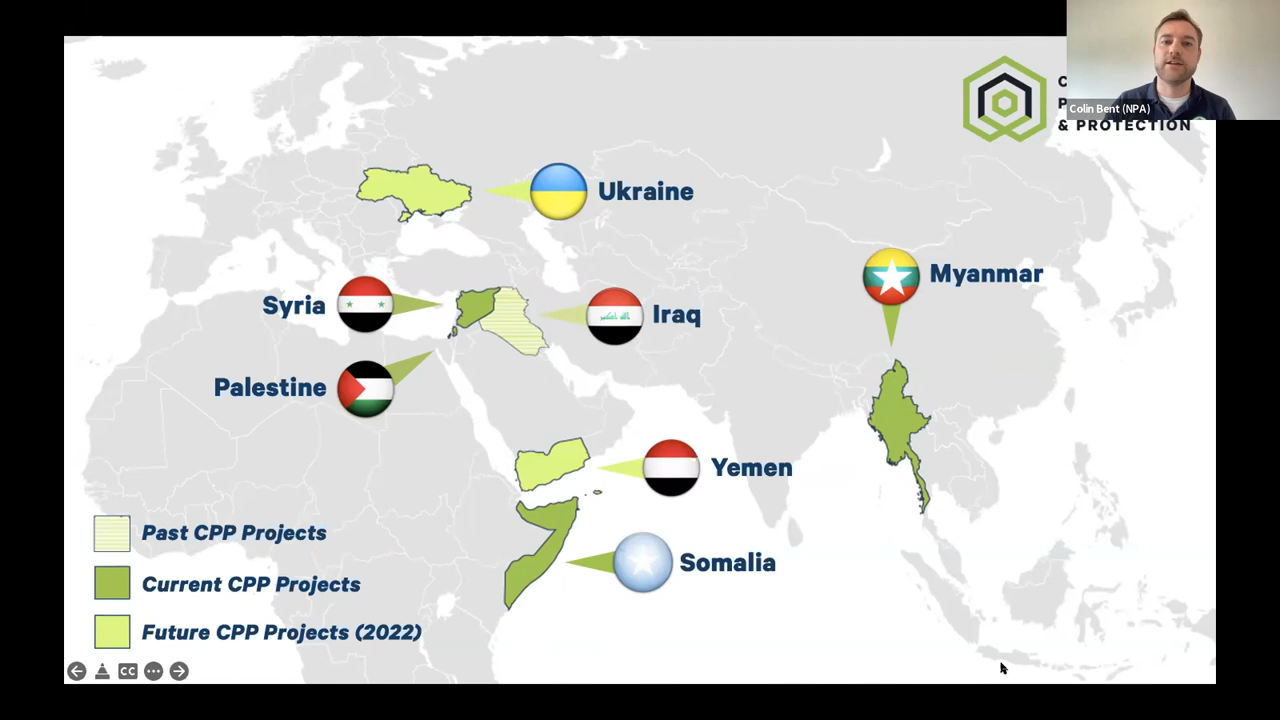 & PROTECTION
Colin Bent (NPA)
Ukraine
Myanmar
Syria
Iraq
Palestine
Yemen
Somalia
Past CPP Projects
Current CPP Projects
Future CPP Projects (2022)
CC